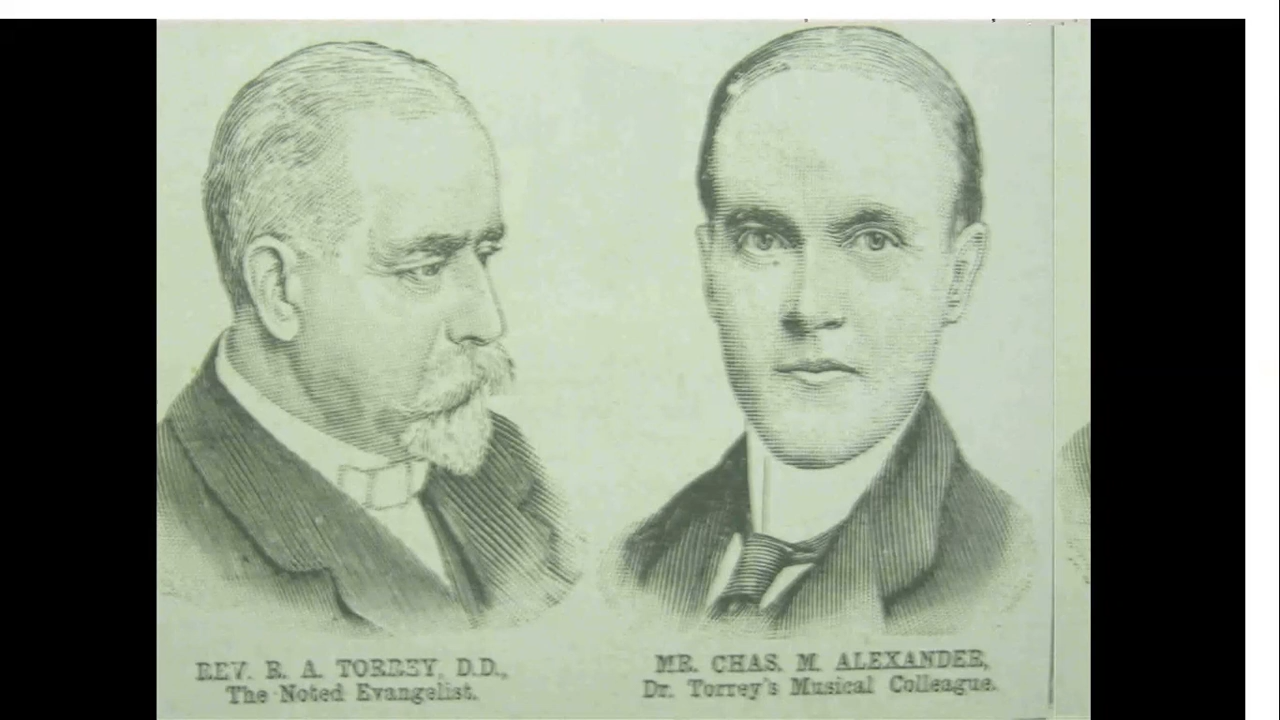 REV. R. A. TORREY, D.D.,
The Noted Evangelist.
MR. CHAS. M. ALEXANDER,
Dr. Torrey's Musical Colleague.